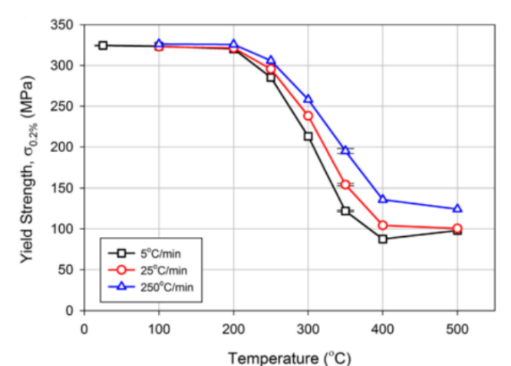 350
300
250
200
150
100
50
0
Yield Strength, σ0.2% (MPa)
5°C/min
25°C/min
250°C/min
0 100 200 300 400 500
Temperature (°C)